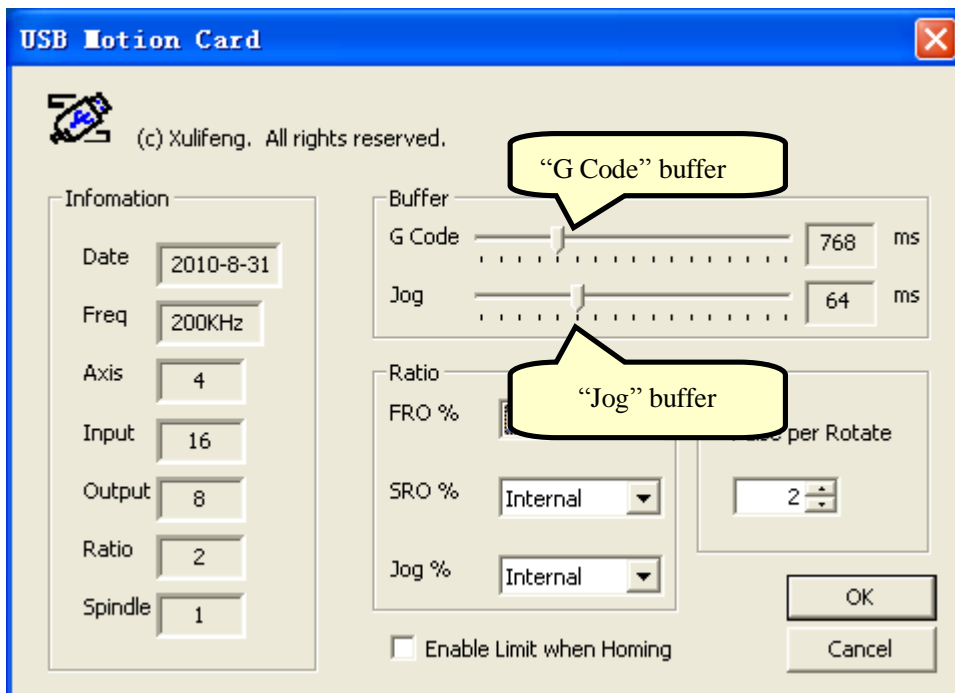 USB Motion Card
(c) Xulifeng. All rights reserved.
“G Code” buffer
Infomation
Date 2010-8-31
Freq 200KHz
Axis 4
Input 16
Output 8
Ratio 2
Spindle 1
Buffer
G Code 768 ms
Jog 64 ms
“Jog” buffer
Ratio
FRO %
SRO % Internal
Jog % Internal
per Rotate
2
Enable Limit when Homing
OK
Cancel